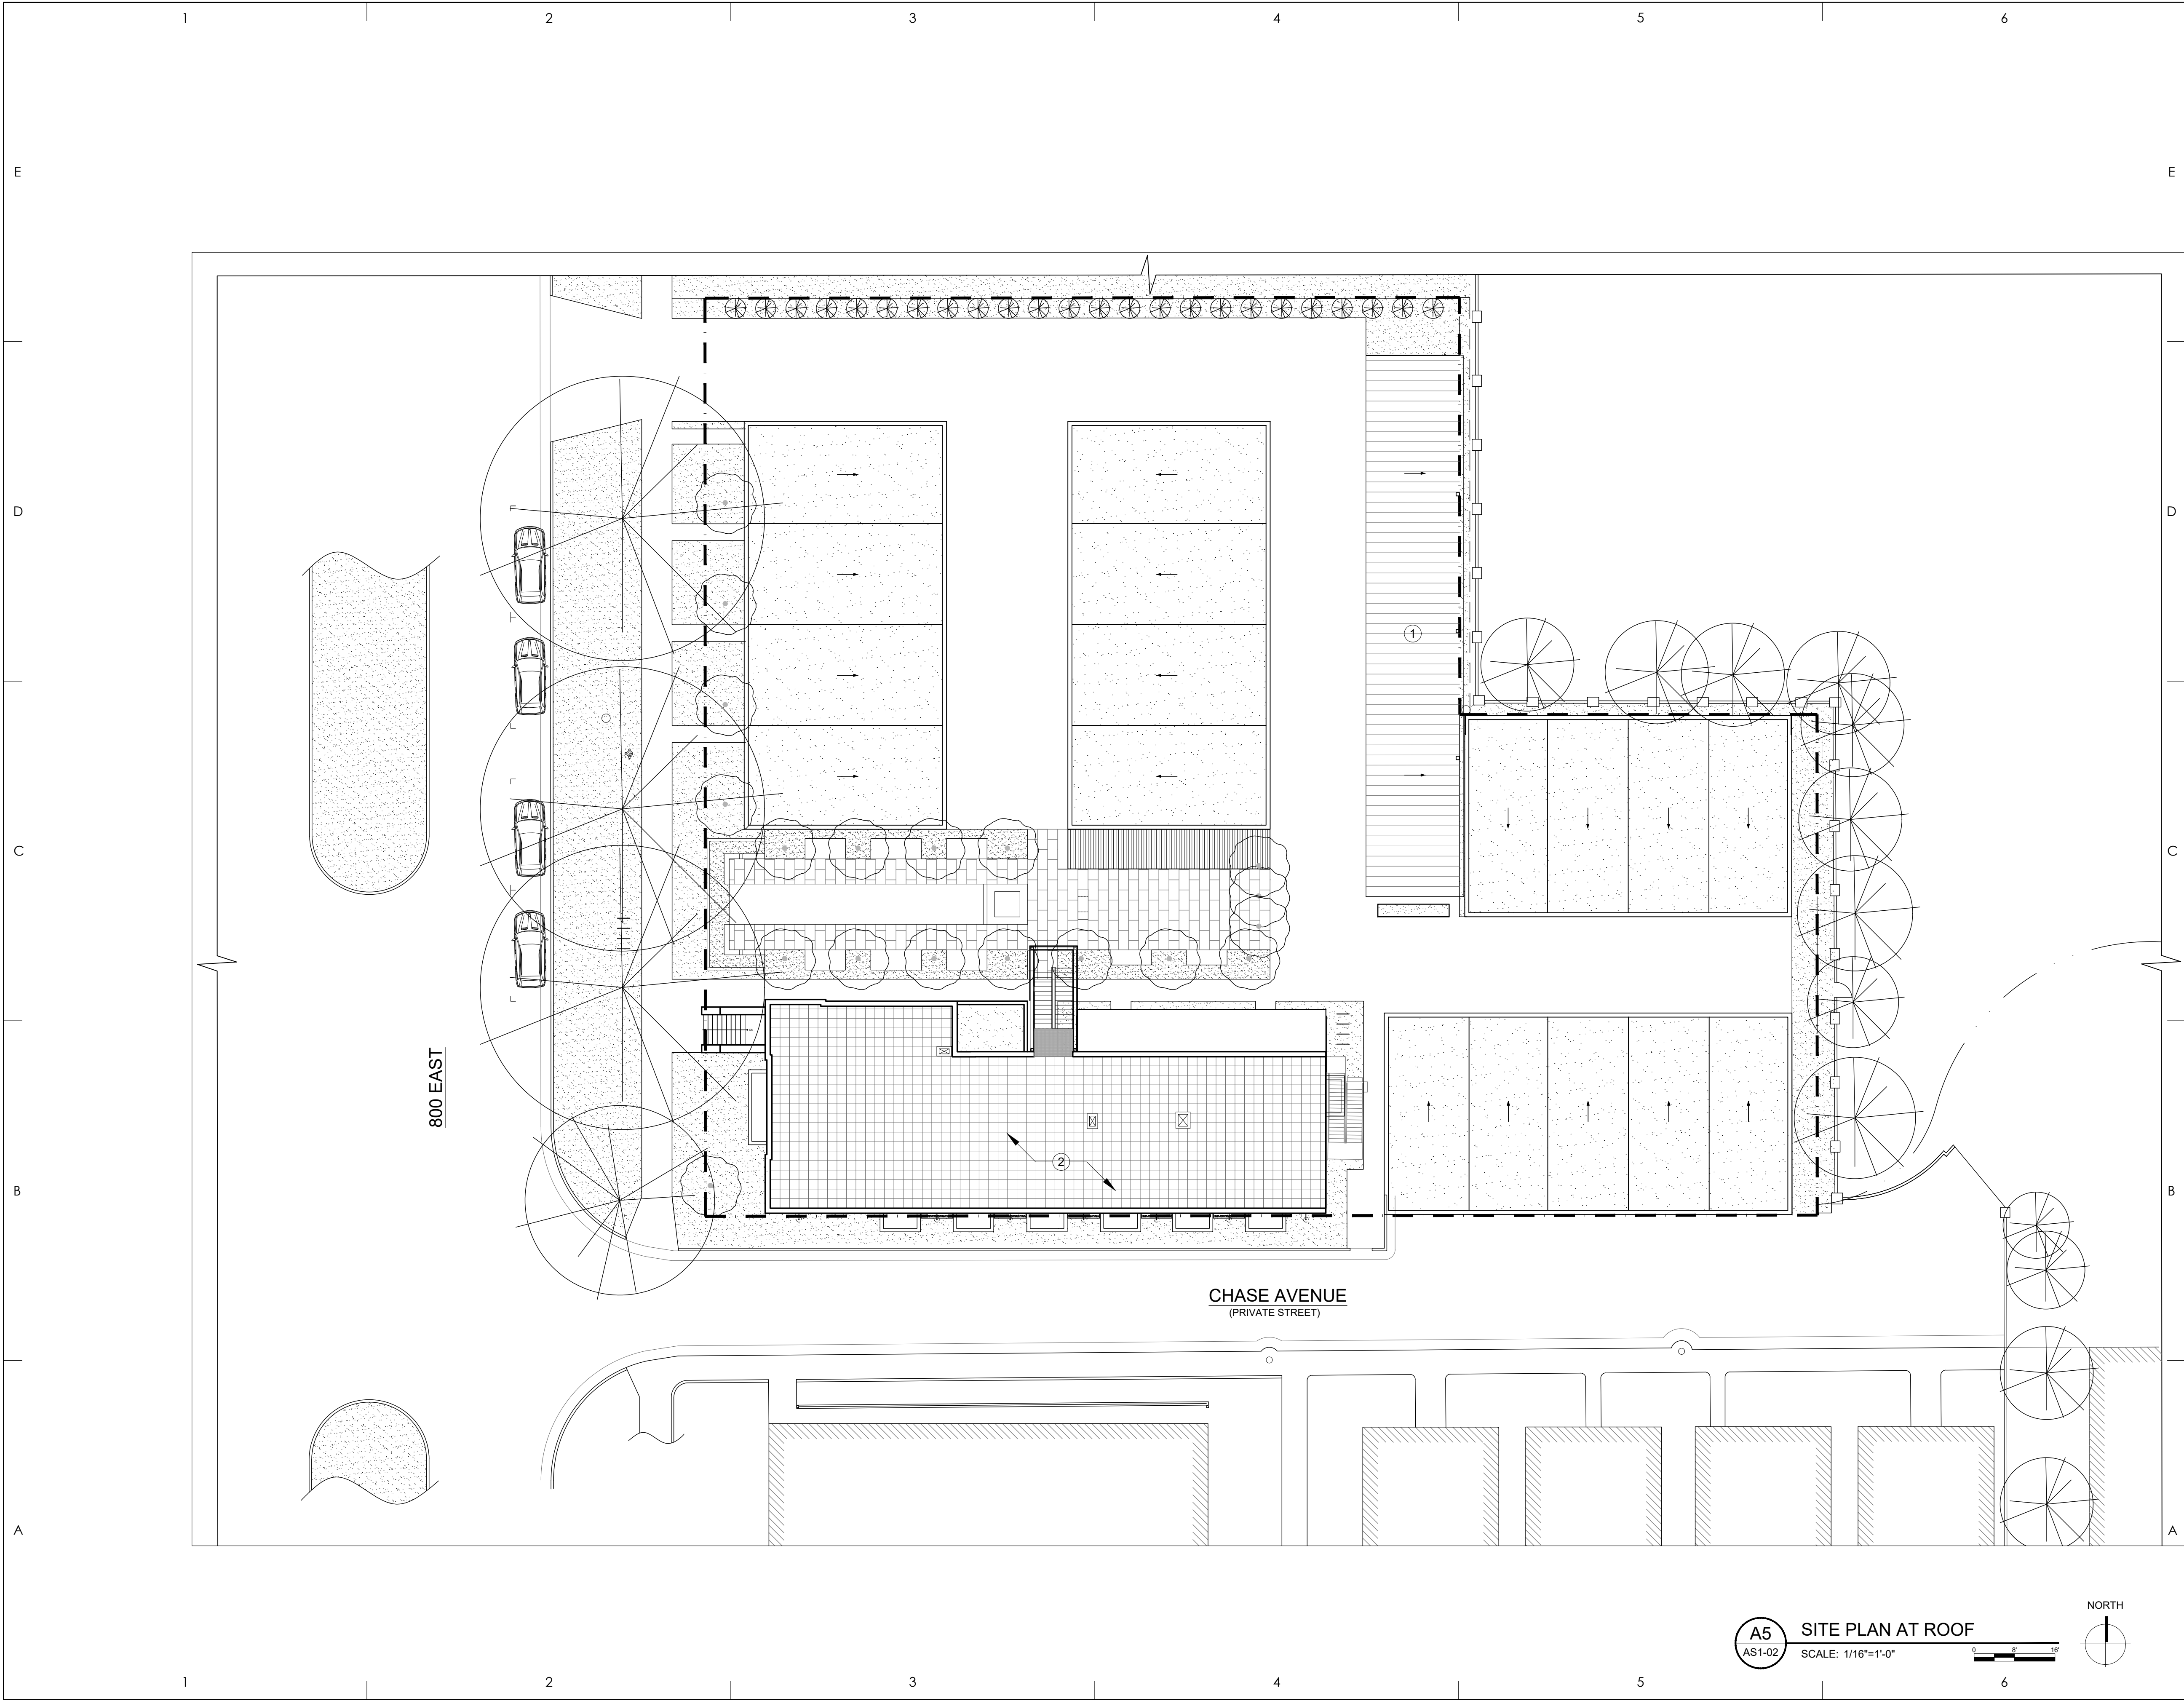 1 2 3 4 5 6
E E
D D
1
C C
800 EAST
2
B B
CHASE AVENUE
(PRIVATE STREET)
A A
NORTH
A5 SITE PLAN AT ROOF
AS1-02 SCALE: 1/16"=1'-0" 0 8' 16'
1 2 3 4 5 6